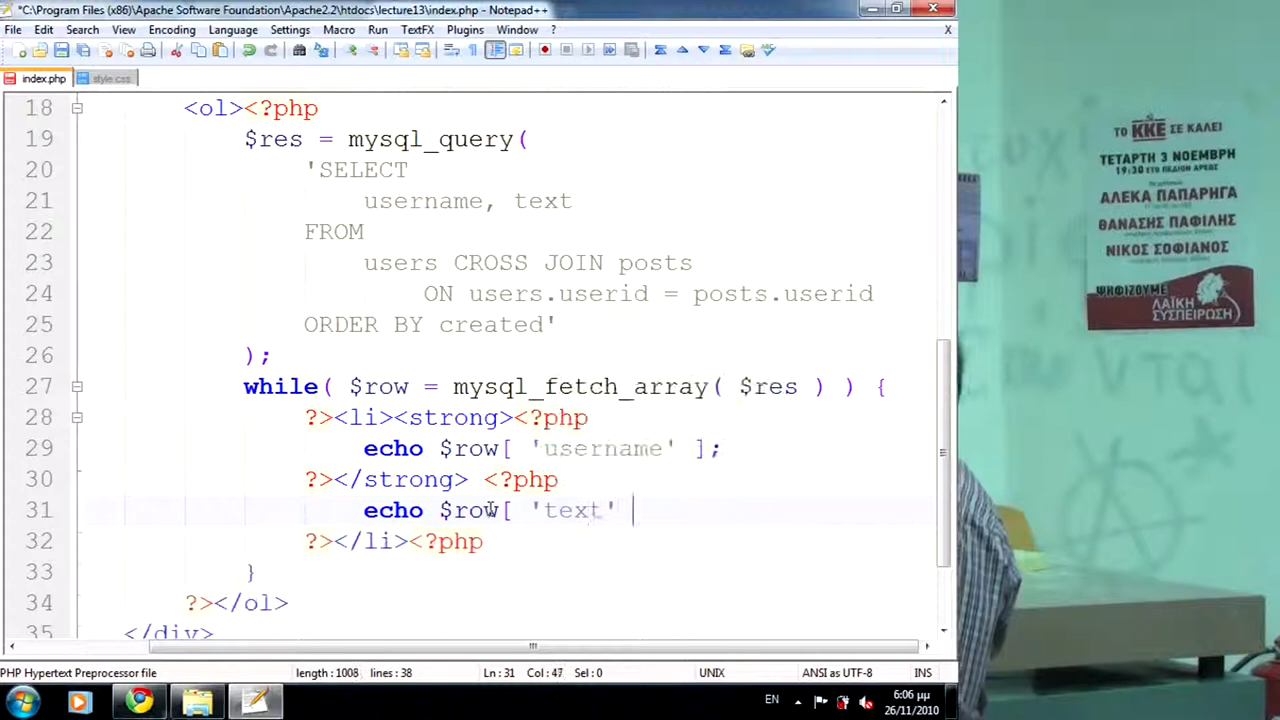 *C:\Program Files (x86)\Apache Software Foundation\Apache2.2\htdocs\lecture13\index.php - Notepad++
File Edit Search View Encoding Language Settings Macro Run TextFX Plugins Window ? X
index.php style.css
18 <ol><?php
19 $res = mysql_query(
20 'SELECT
21 username, text
22 FROM
23 users CROSS JOIN posts
24 ON users.userid = posts.userid
25 ORDER BY created'
26 );
27 while( $row = mysql_fetch_array( $res ) ) {
28 ?><li><strong><?php
29 echo $row[ 'username' ];
30 ?></strong> <?php
31 echo $row[ 'text'
32 ?></li><?php
33 }
34 ?></ol>
35 </div>
PHP Hypertext Preprocessor file length : 1008 lines : 38 Ln : 31 Col : 47 Sel : 0 UNIX ANSI as UTF-8 INS
EN 6:06 μμ
26/11/2010
ΤΟ ΚΚΕ ΣΕ ΚΑΛΕΙ
ΤΕΤΑΡΤΗ 3 ΝΟΕΜΒΡΗ
19:30 ΣΤΟ ΠΕΔΙΟΝ ΑΡΕΩΣ
ΑΛΕΚΑ ΠΑΠΑΡΗΓΑ
ΘΑΝΑΣΗΣ ΠΑΦΙΛΗΣ
ΝΙΚΟΣ ΣΟΦΙΑΝΟΣ
ΨΗΦΙΖΟΥΜΕ
ΛΑΪΚΗ
ΣΥΣΠΕΙΡΩΣΗ